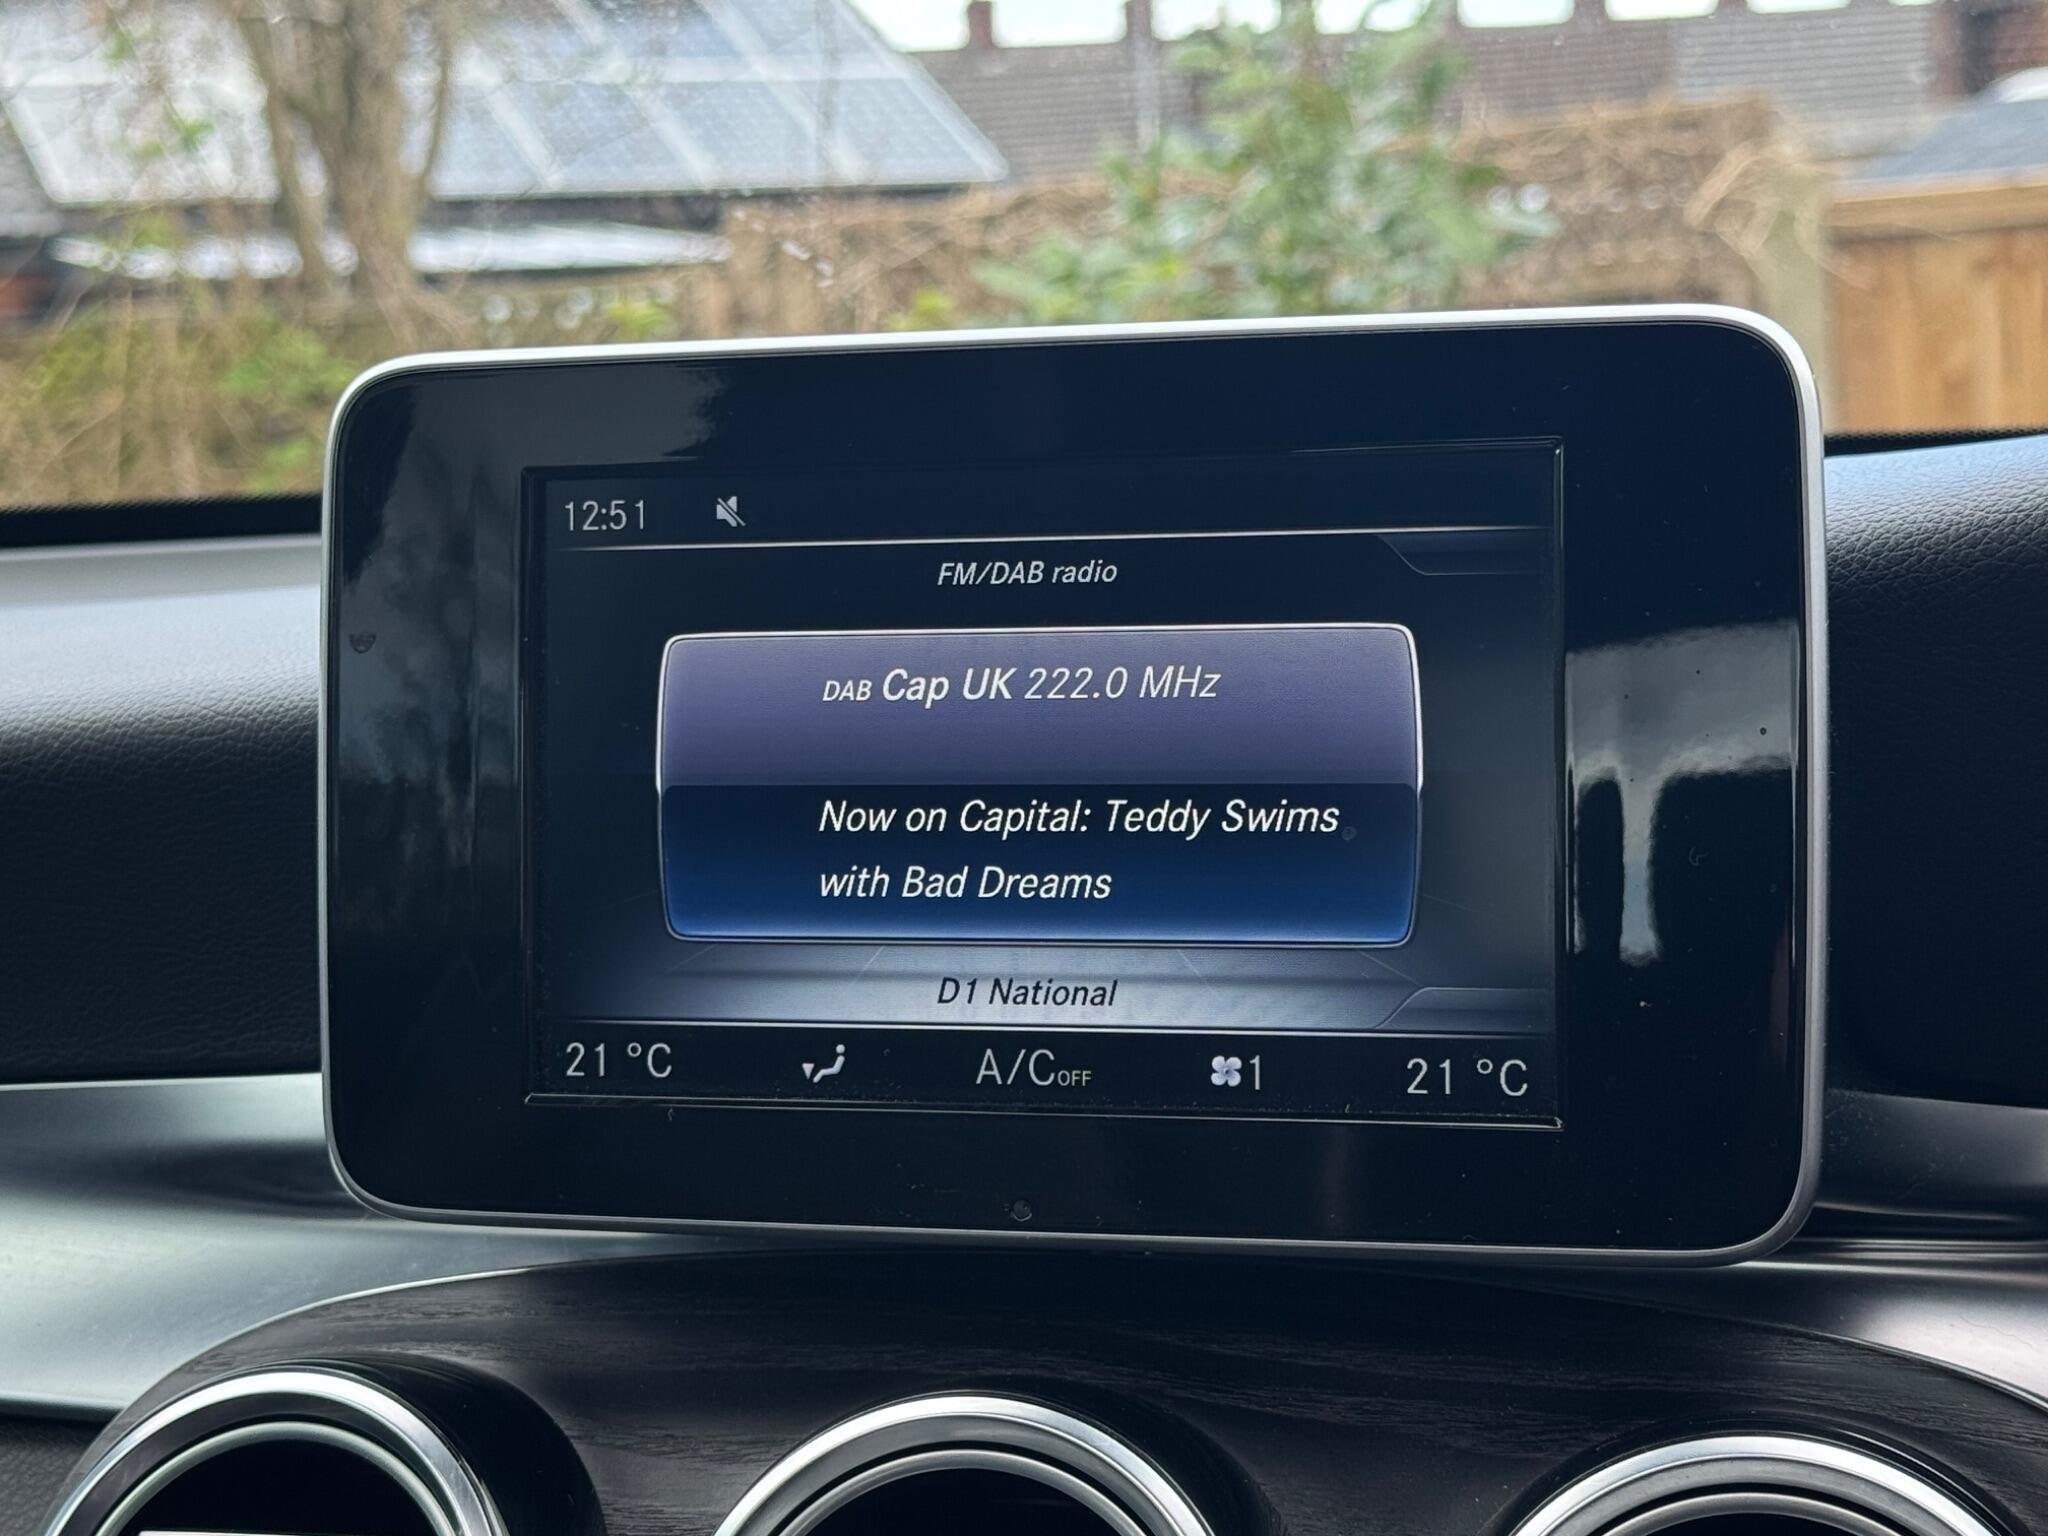 12:51
FM/DAB radio
DAB Cap UK 222.0 MHz
Now on Capital: Teddy Swims
with Bad Dreams
D1 National
21 °C A/C OFF 1 21 °C